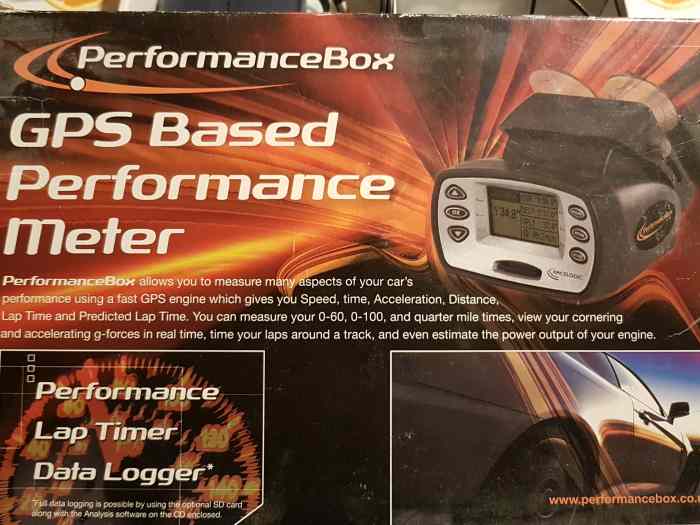 PerformanceBox
GPS Based
Performance
Meter
PerformanceBox allows you to measure many aspects of your car's
performance using a fast GPS engine which gives you Speed, time, Acceleration, Distance,
Lap Time and Predicted Lap Time. You can measure your 0-60, 0-100, and quarter mile times, view your cornering
and accelerating g-forces in real time, time your laps around a track, and even estimate the power output of your engine.
OK
RACELOGIC
PerformanceBox
Performance
Lap Timer
Data Logger*
*Full data logging is possible by using the optional SD card
along with the Analysis software on the CD enclosed.
www.performancebox.co.